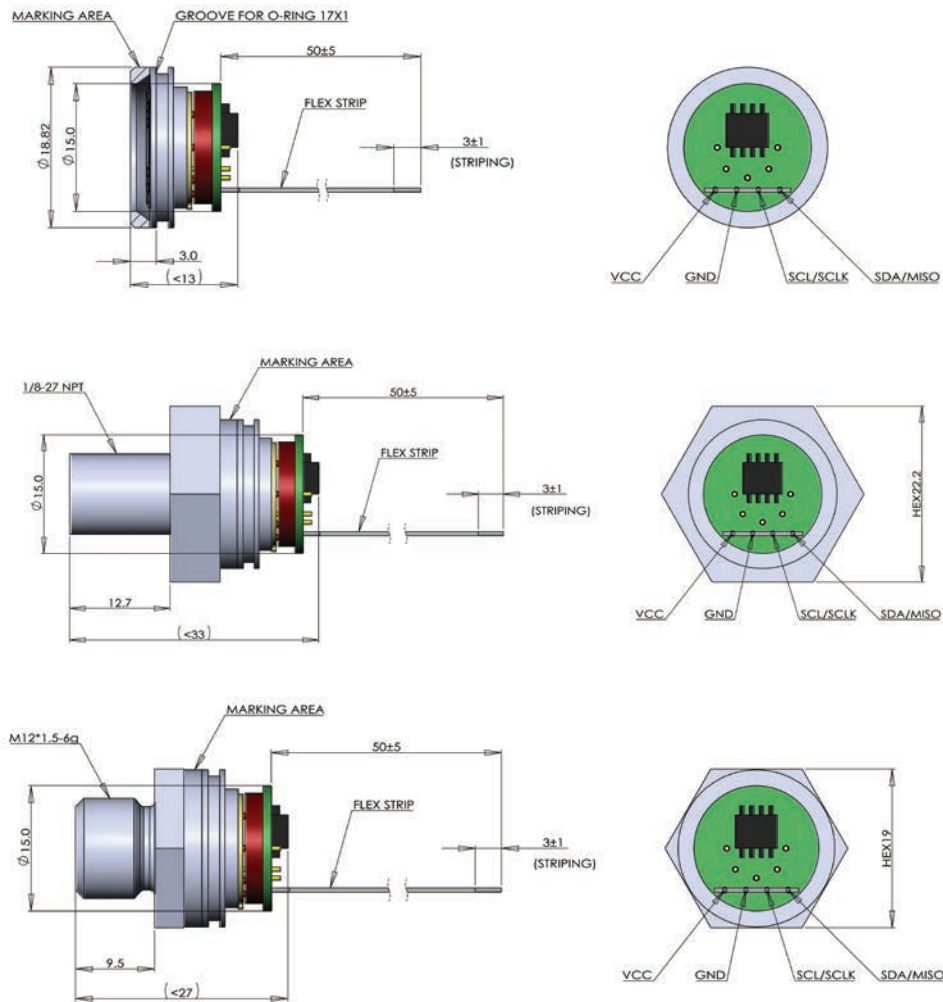 MARKING AREA
GROOVE FOR O-RING 17X1
50±5
FLEX STRIP
3±1
(STRIPING)
Ø18.82
Ø15.0
3.0
(<13)
VCC
GND
SCL/SCLK
SDA/MISO
MARKING AREA
1/8-27 NPT
50±5
FLEX STRIP
3±1
(STRIPING)
Ø15.0
12.7
(<33)
HEX22.2
VCC
GND
SCL/SCLK
SDA/MISO
MARKING AREA
M12*1.5-6g
50±5
FLEX STRIP
3±1
(STRIPING)
Ø15.0
9.5
(<27)
HEX19
VCC
GND
SCL/SCLK
SDA/MISO